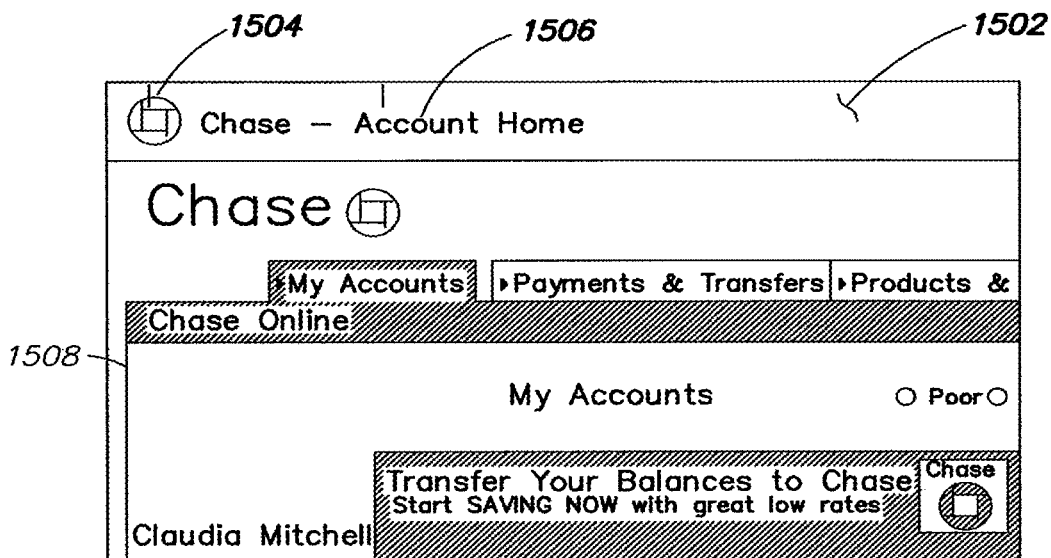 1504 1506 1502
Chase – Account Home
Chase
My Accounts Payments & Transfers Products &
Chase Online
1508
My Accounts Poor
Transfer Your Balances to Chase Chase
Start SAVING NOW with great low rates
Claudia Mitchell